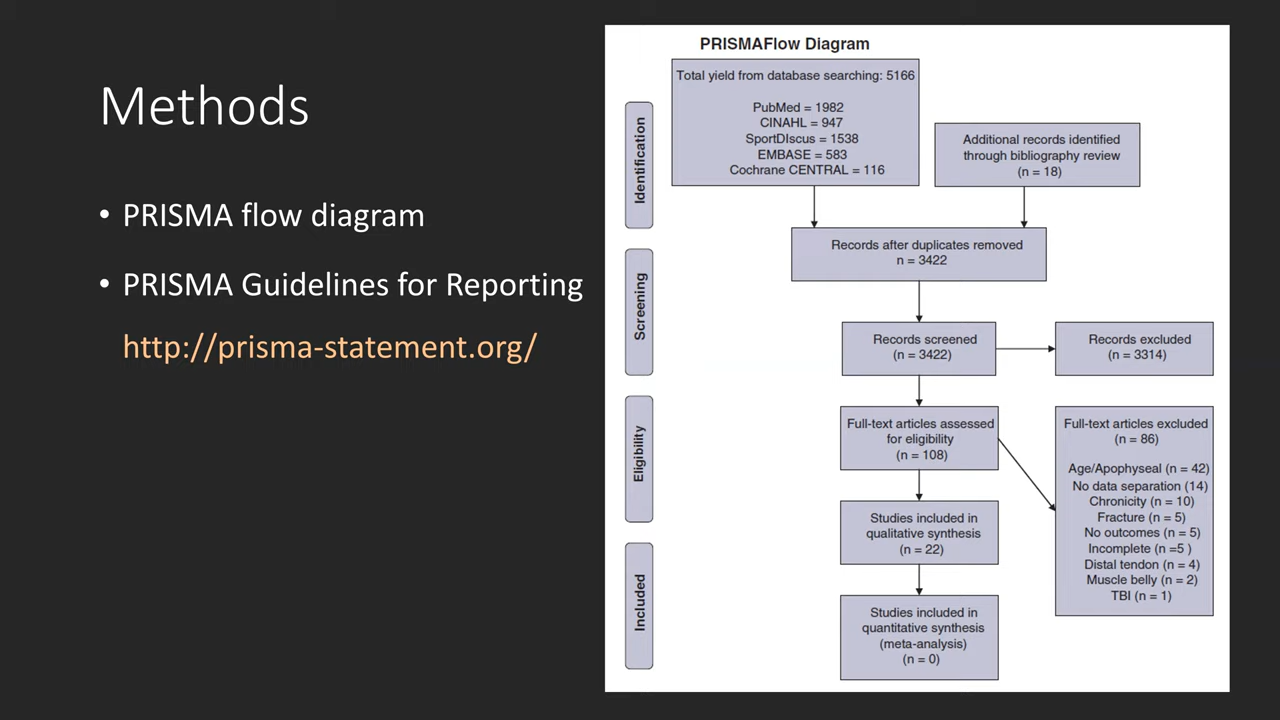 Methods
• PRISMA flow diagram
• PRISMA Guidelines for Reporting
http://prisma-statement.org/
PRISMAFlow Diagram
Identification
Total yield from database searching: 5166
PubMed = 1982
CINAHL = 947
SportDIscus = 1538
EMBASE = 583
Cochrane CENTRAL = 116
Additional records identified
through bibliography review
(n = 18)
Screening
Records after duplicates removed
n = 3422
Records screened
(n = 3422)
Records excluded
(n = 3314)
Eligibility
Full-text articles assessed
for eligibility
(n = 108)
Full-text articles excluded
(n = 86)
Age/Apophyseal (n = 42)
No data separation (14)
Chronicity (n = 10)
Fracture (n = 5)
No outcomes (n = 5)
Incomplete (n =5 )
Distal tendon (n = 4)
Muscle belly (n = 2)
TBI (n = 1)
Studies included in
qualitative synthesis
(n = 22)
Included
Studies included in
quantitative synthesis
(meta-analysis)
(n = 0)